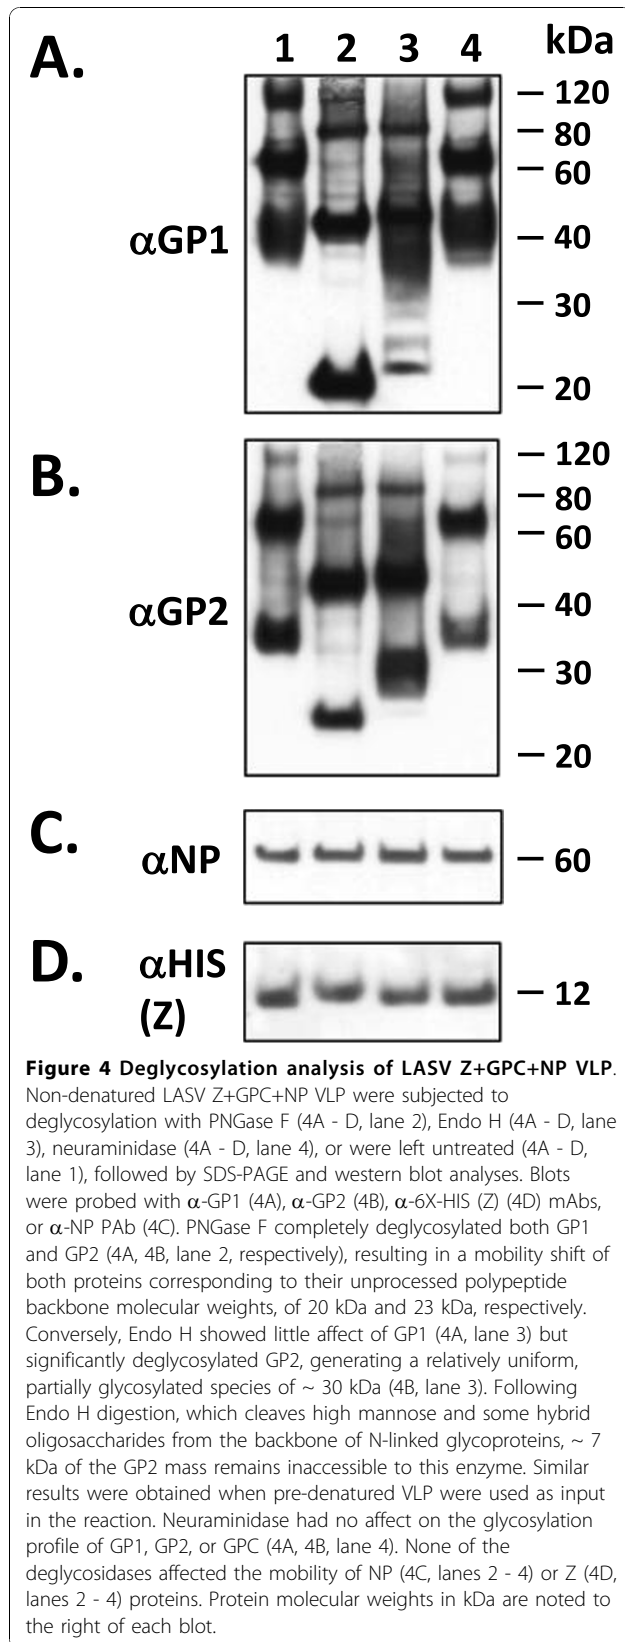 A.
1 2 3 4 kDa
120
80
60
αGP1
40
30
20
B.
120
80
60
αGP2
40
30
20
C.
αNP
60
D.
αHIS
(Z)
12
Figure 4 Deglycosylation analysis of LASV Z+GPC+NP VLP.
Non-denatured LASV Z+GPC+NP VLP were subjected to
deglycosylation with PNGase F (4A - D, lane 2), Endo H (4A - D, lane
3), neuraminidase (4A - D, lane 4), or were left untreated (4A - D,
lane 1), followed by SDS-PAGE and western blot analyses. Blots
were probed with α-GP1 (4A), α-GP2 (4B), α-6X-HIS (Z) (4D) mAbs,
or α-NP PAb (4C). PNGase F completely deglycosylated both GP1
and GP2 (4A, 4B, lane 2, respectively), resulting in a mobility shift of
both proteins corresponding to their unprocessed polypeptide
backbone molecular weights, of 20 kDa and 23 kDa, respectively.
Conversely, Endo H showed little affect of GP1 (4A, lane 3) but
significantly deglycosylated GP2, generating a relatively uniform,
partially glycosylated species of ~ 30 kDa (4B, lane 3). Following
Endo H digestion, which cleaves high mannose and some hybrid
oligosaccharides from the backbone of N-linked glycoproteins, ~ 7
kDa of the GP2 mass remains inaccessible to this enzyme. Similar
results were obtained when pre-denatured VLP were used as input
in the reaction. Neuraminidase had no affect on the glycosylation
profile of GP1, GP2, or GPC (4A, 4B, lane 4). None of the
deglycosidases affected the mobility of NP (4C, lanes 2 - 4) or Z (4D,
lanes 2 - 4) proteins. Protein molecular weights in kDa are noted to
the right of each blot.